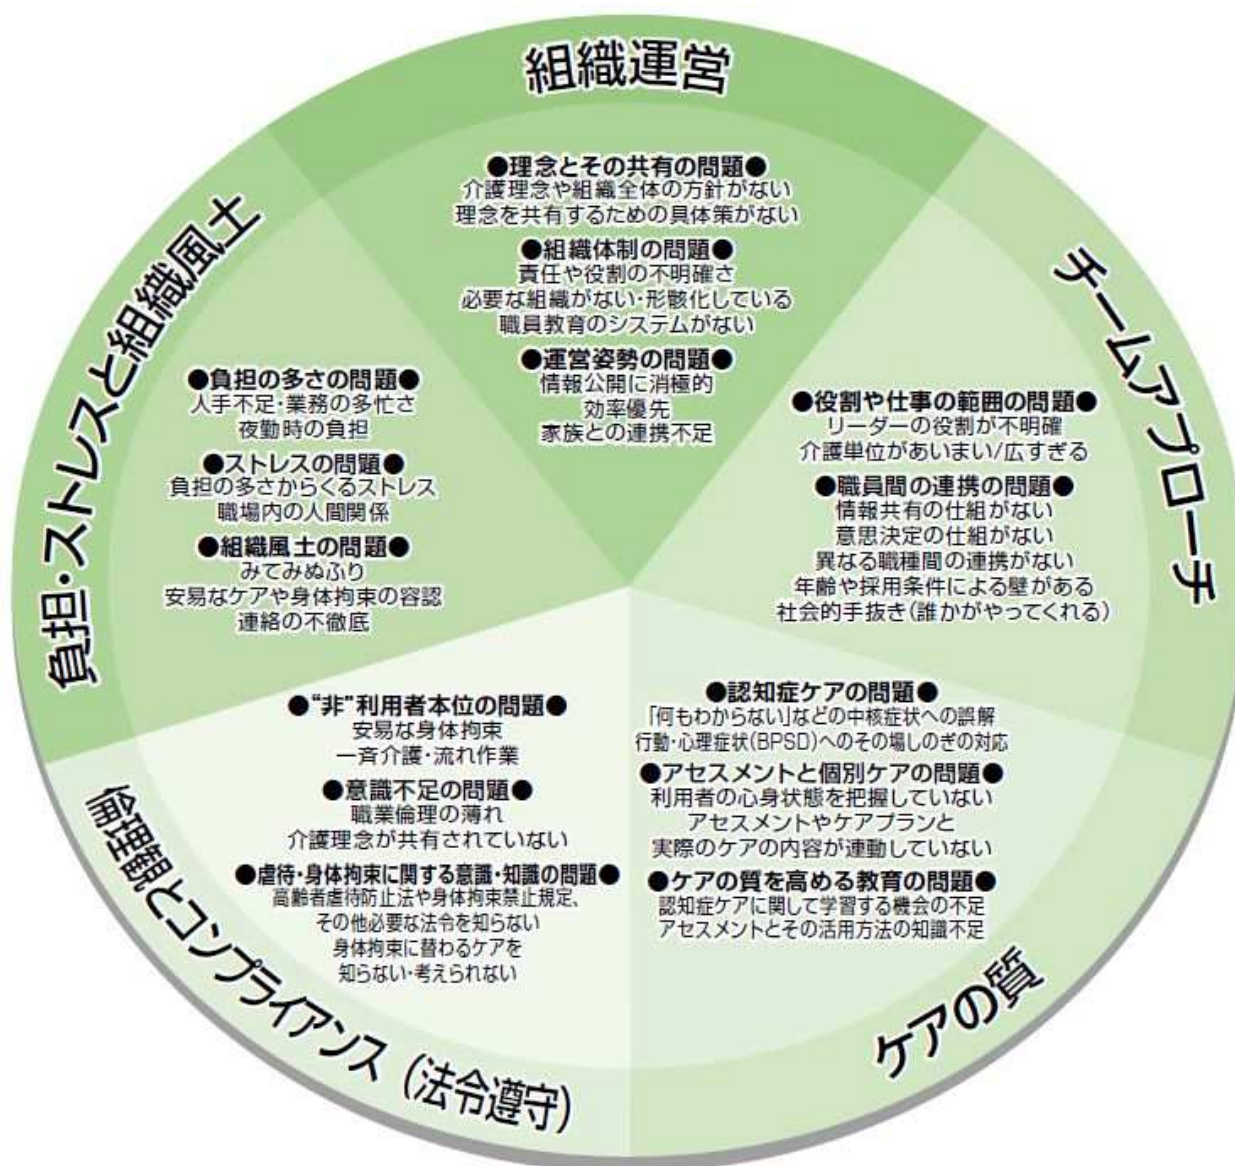 組織運営
●理念とその共有の問題●
介護理念や組織全体の方針がない
理念を共有するための具体策がない
●組織体制の問題●
責任や役割の不明確さ
必要な組織がない・形骸化している
職員教育のシステムがない
●運営姿勢の問題●
情報公開に消極的
効率優先
家族との連携不足
チームアプローチ
●役割や仕事の範囲の問題●
リーダーの役割が不明確
介護単位があいまい/広すぎる
●職員間の連携の問題●
情報共有の仕組がない
意思決定の仕組がない
異なる職種間の連携がない
年齢や採用条件による壁がある
社会的手抜き(誰かがやってくれる)
ケアの質
●認知症ケアの問題●
「何もわからない」などの中核症状への誤解
行動・心理症状(BPSD)へのその場しのぎの対応
●アセスメントと個別ケアの問題●
利用者の心身状態を把握していない
アセスメントやケアプランと
実際のケアの内容が連動していない
●ケアの質を高める教育の問題●
認知症ケアに関して学習する機会の不足
アセスメントとその活用方法の知識不足
倫理観とコンプライアンス(法令遵守)
●“非”利用者本位の問題●
安易な身体拘束
一斉介護・流れ作業
●意識不足の問題●
職業倫理の薄れ
介護理念が共有されていない
●虐待・身体拘束に関する意識・知識の問題●
高齢者虐待防止法や身体拘束禁止規定、
その他必要な法令を知らない
身体拘束に替わるケアを
知らない・考えられない
負担・ストレスと組織風土
●負担の多さの問題●
人手不足・業務の多忙さ
夜勤時の負担
●ストレスの問題●
負担の多さからくるストレス
職場内の人間関係
●組織風土の問題●
みてみぬふり
安易なケアや身体拘束の容認
連絡の不徹底